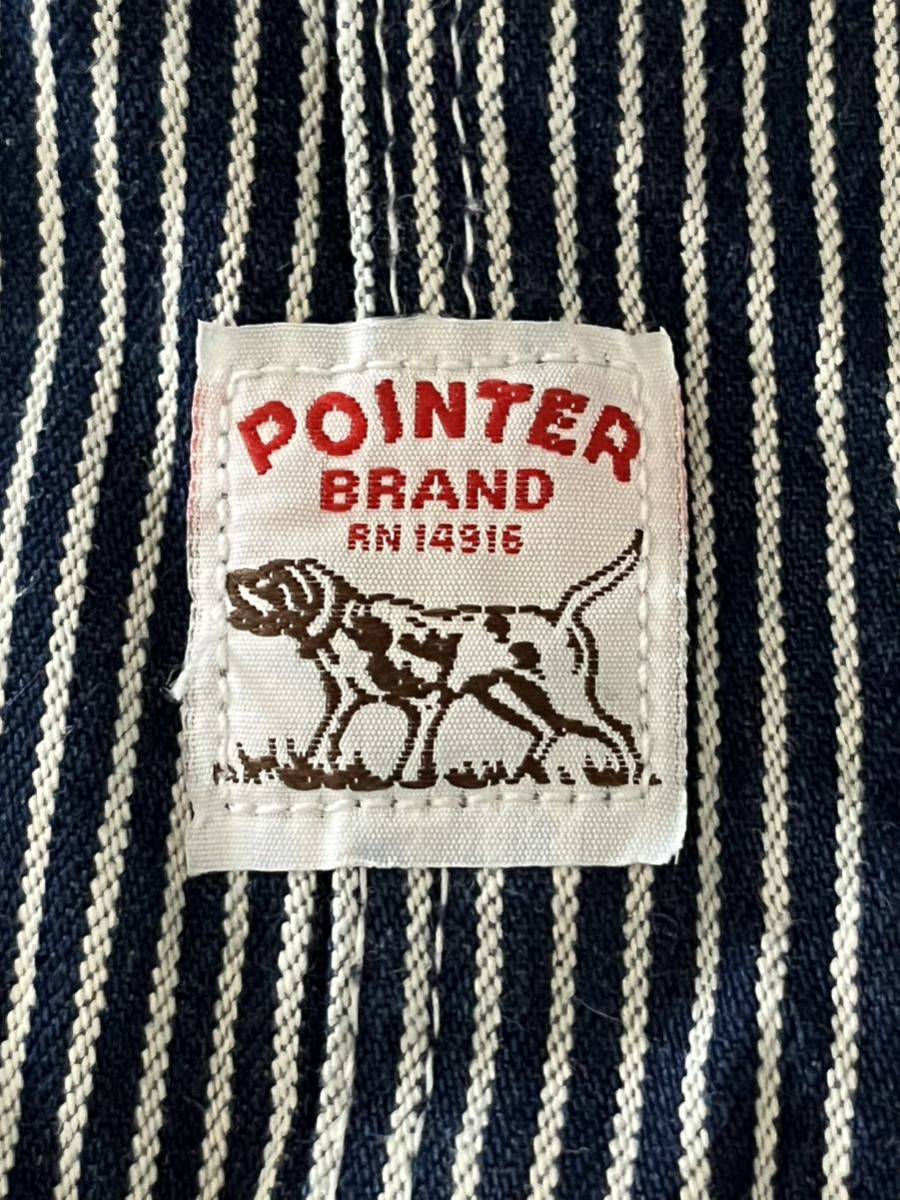 POINTER
BRAND
RN 14916